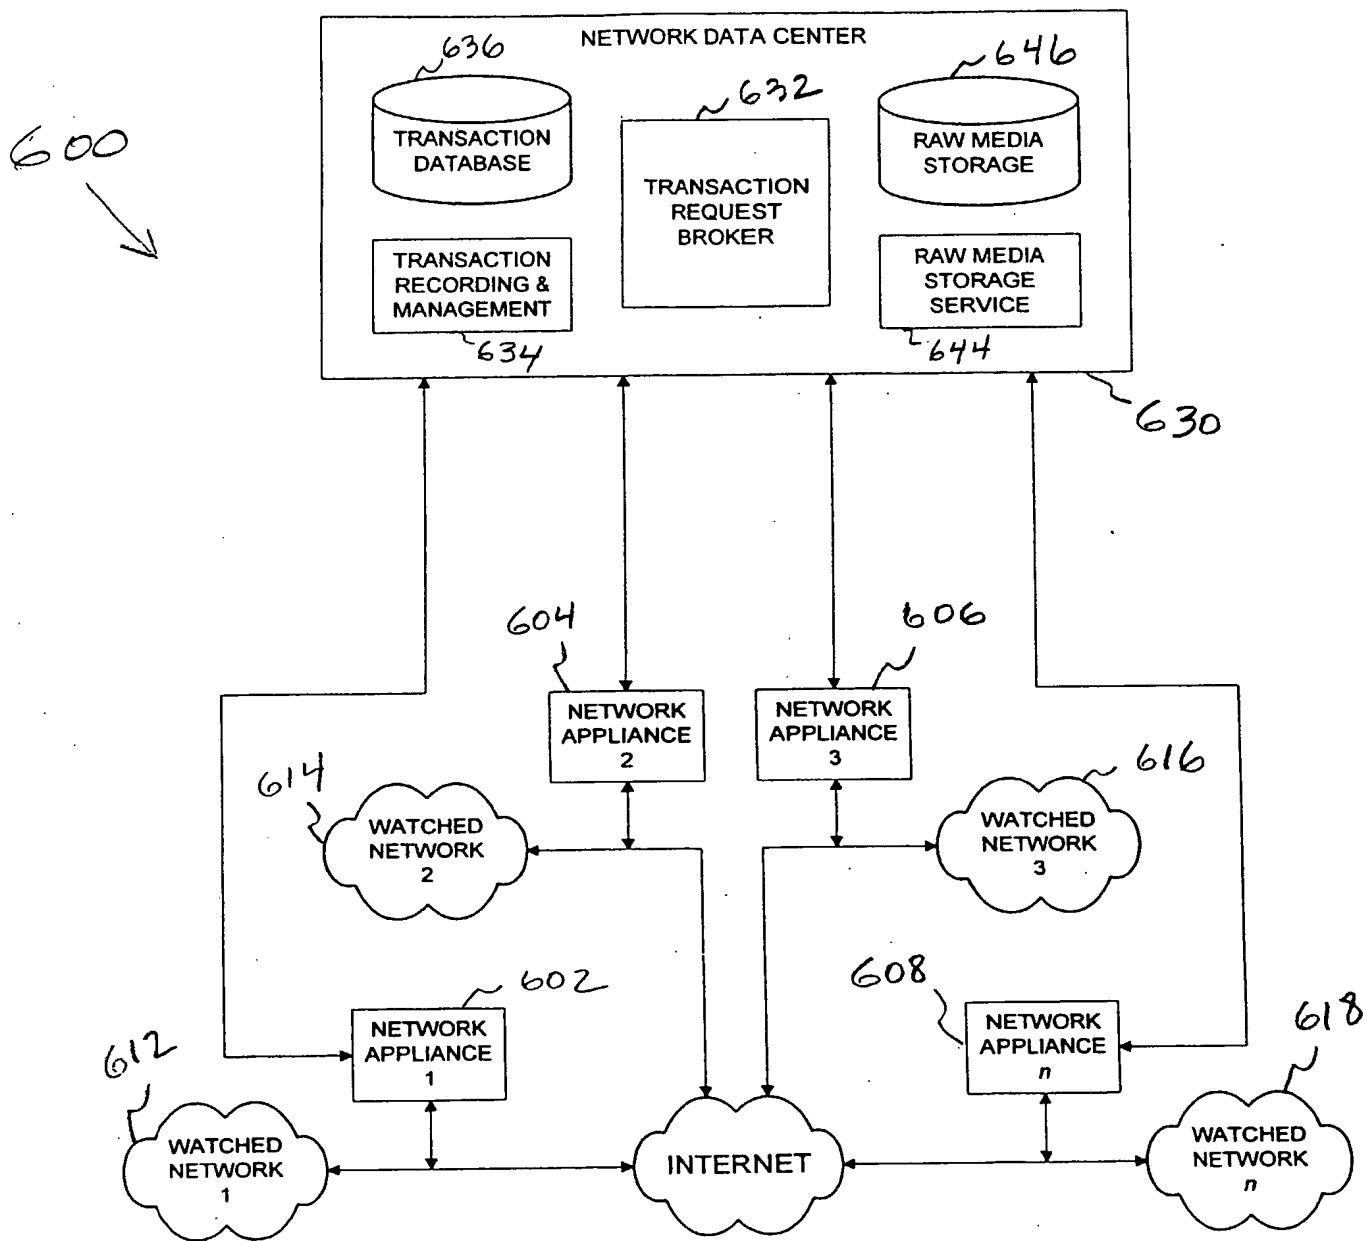 NETWORK DATA CENTER
636
646
632
TRANSACTION
DATABASE
RAW MEDIA
STORAGE
600
TRANSACTION
REQUEST
BROKER
TRANSACTION
RECORDING &
MANAGEMENT
RAW MEDIA
STORAGE
SERVICE
634
644
630
604
606
NETWORK
APPLIANCE
2
NETWORK
APPLIANCE
3
614
616
WATCHED
NETWORK
2
WATCHED
NETWORK
3
602
608
618
612
NETWORK
APPLIANCE
1
NETWORK
APPLIANCE
n
WATCHED
NETWORK
1
INTERNET
WATCHED
NETWORK
n